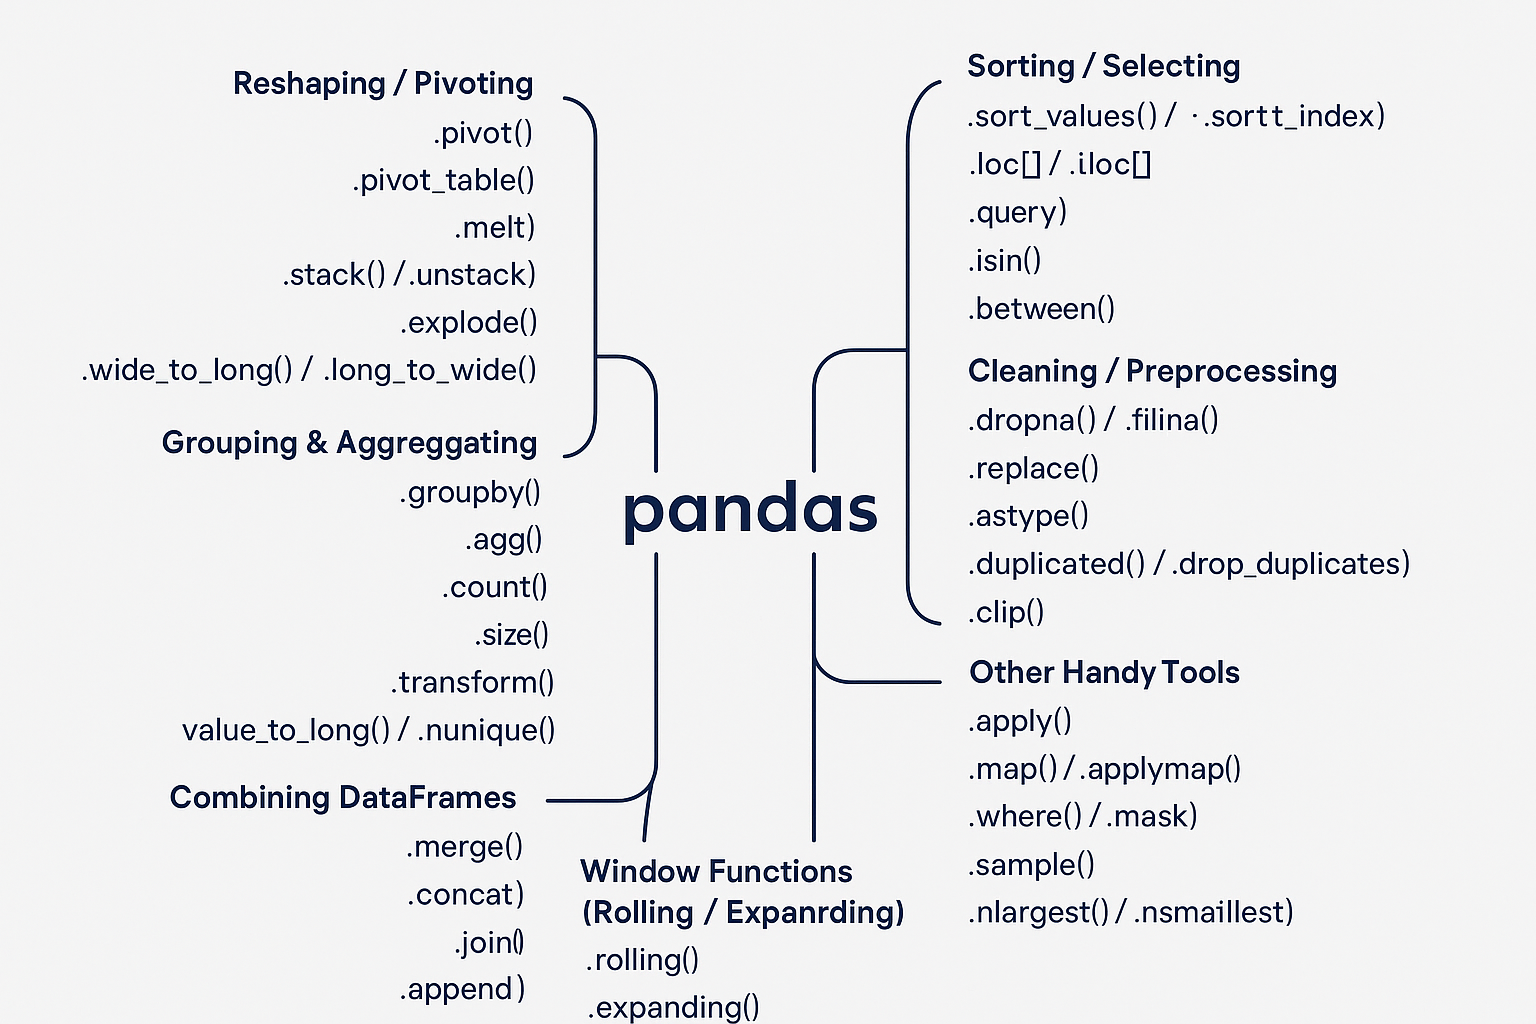 Reshaping / Pivoting
.pivot()
.pivot_table()
.melt)
.stack() /.unstack)
.explode()
.wide_to_long() / .long_to_wide()
Grouping & Aggreggating
.groupby()
.agg()
.count()
.size()
.transform()
value_to_long() / .nunique()
Combining DataFrames
.merge()
.concat)
.join()
.append)
pandas
Window Functions
(Rolling / Expanrding)
.rolling()
.expanding()
Sorting / Selecting
.sort_values() / ·.sortt_index)
.loc[] / .iloc[]
.query)
.isin()
.between()
Cleaning / Preprocessing
.dropna() / .filina()
.replace()
.astype()
.duplicated() / .drop_duplicates)
.clip()
Other Handy Tools
.apply()
.map() / .applymap()
.where() / .mask)
.sample()
.nlargest() / .nsmaillest)